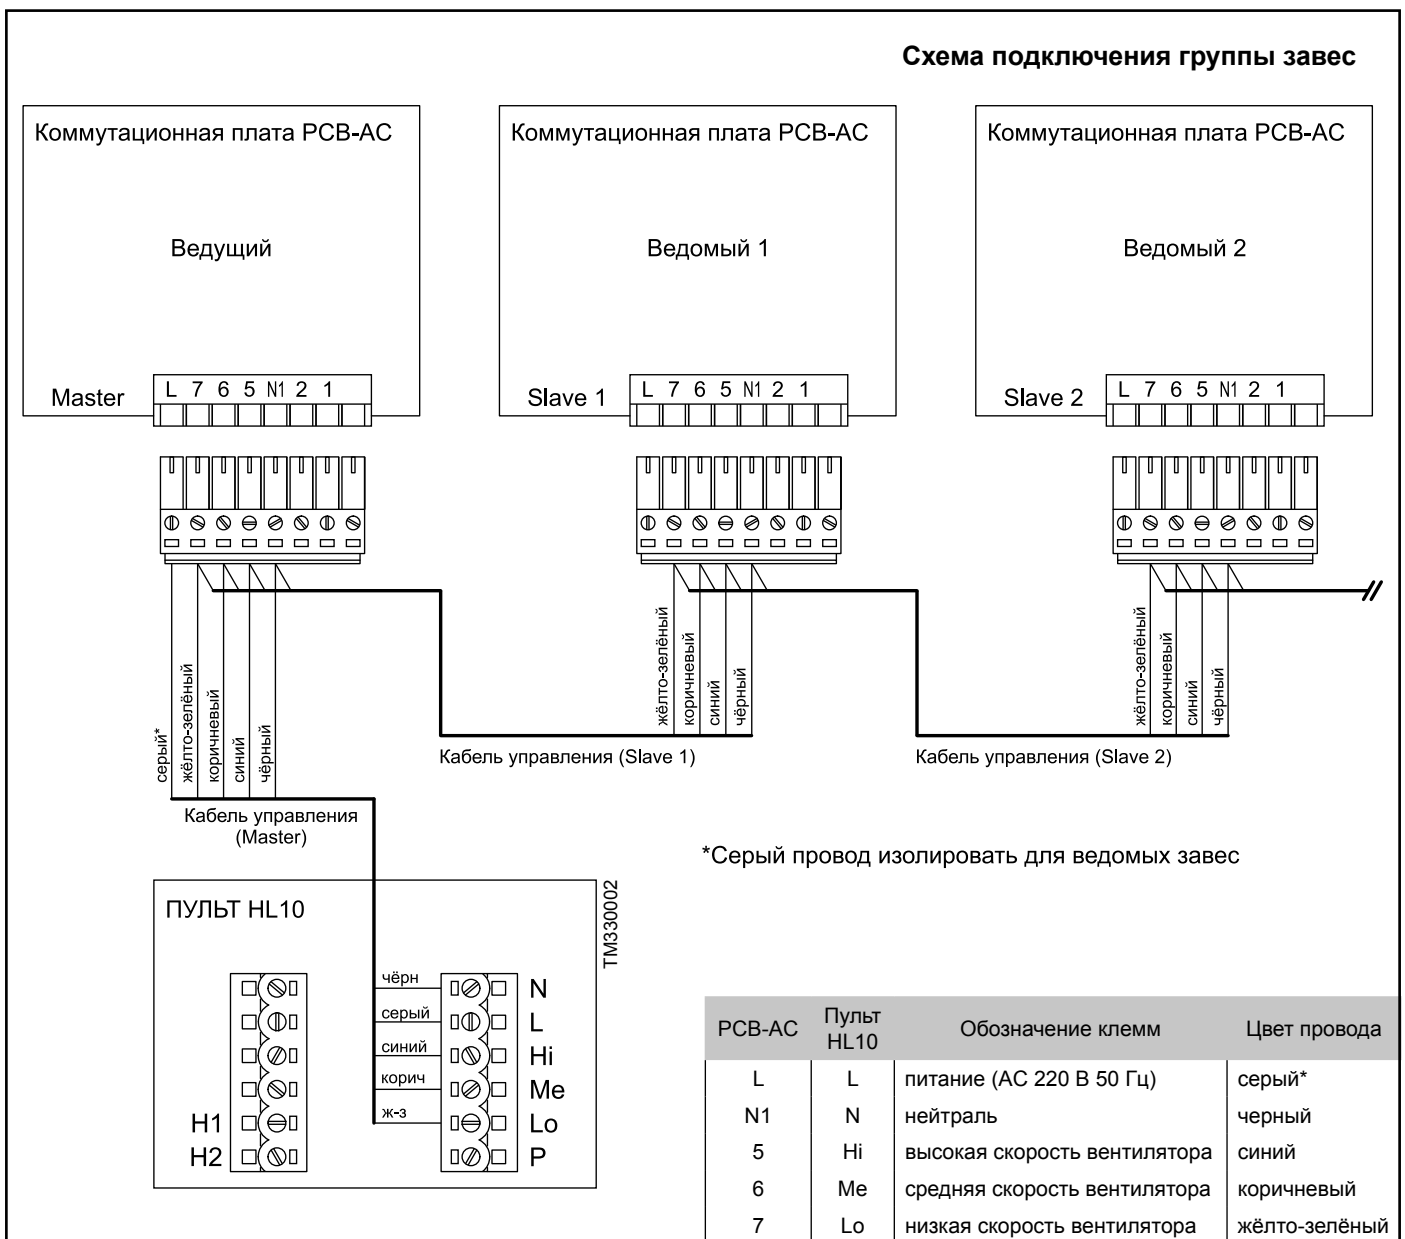 Схема подключения группы завес
Коммутационная плата PCB-AC
Ведущий
Master
L 7 6 5 N1 2 1
Коммутационная плата PCB-AC
Ведомый 1
Slave 1
L 7 6 5 N1 2 1
Коммутационная плата PCB-AC
Ведомый 2
Slave 2
L 7 6 5 N1 2 1
серый*
жёлто-зелёный
коричневый
синий
чёрный
жёлто-зелёный
коричневый
синий
чёрный
жёлто-зелёный
коричневый
синий
чёрный
Кабель управления (Slave 1)
Кабель управления (Slave 2)
Кабель управления
(Master)
*Серый провод изолировать для ведомых завес
ПУЛЬТ HL10
TM330002
чёрн
серый
синий
корич
ж-з
N
L
Hi
Me
Lo
P
H1
H2
PCB-AC Пульт HL10 Обозначение клемм Цвет провода
L L питание (AC 220 В 50 Гц) серый*
N1 N нейтраль черный
5 Hi высокая скорость вентилятора синий
6 Me средняя скорость вентилятора коричневый
7 Lo низкая скорость вентилятора жёлто-зелёный